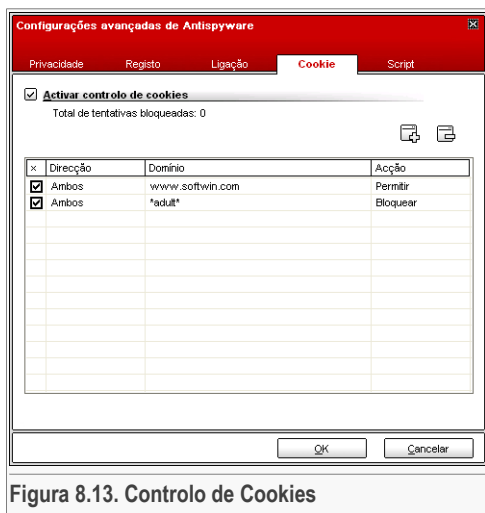 Configurações avançadas de Antispyware
Privacidade Registo Ligação Cookie Script
Activar controlo de cookies
Total de tentativas bloqueadas: 0
× Direcção Domínio Acção
Ambos www.softwin.com Permitir
Ambos *adult* Bloquear
OK Cancelar
Figura 8.13. Controlo de Cookies